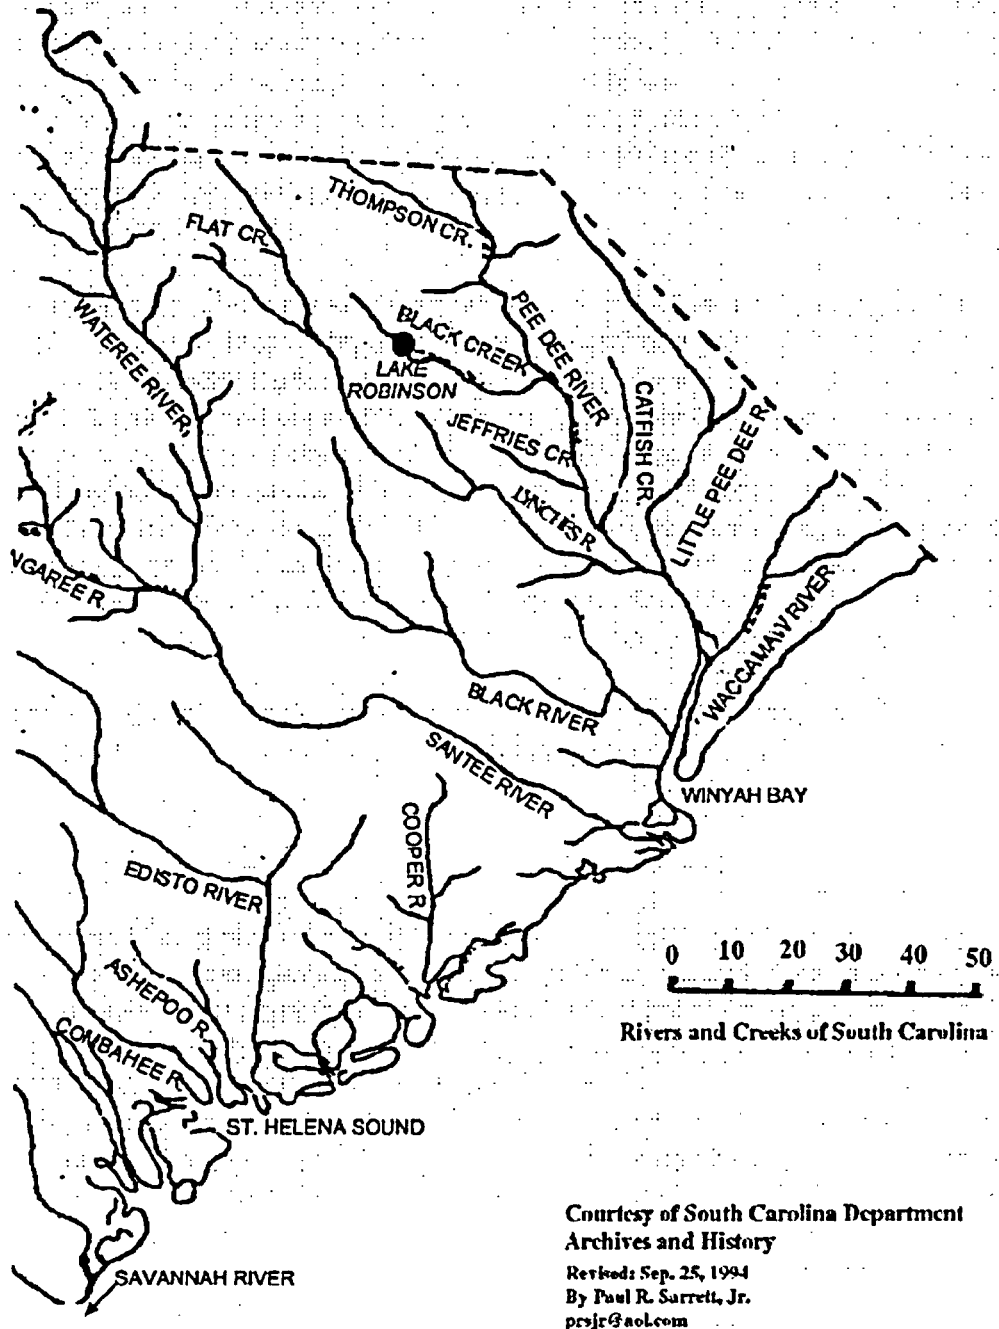 THOMPSON CR.
FLAT CR.
WATEREE RIVER
BLACK CREEK
PEE DEE RIVER
LAKE
ROBINSON
CATFISH CR.
LITTLE PEE DEE R.
JEFFRIES CR.
LYNCHES R.
NGAREE R.
WACCAMAW RIVER
BLACK RIVER
SANTEE RIVER
WINYAH BAY
COOPER R
EDISTO RIVER
0 10 20 30 40 50
ASHEPOO R.
Rivers and Creeks of South Carolina
COMBAHEE R.
ST. HELENA SOUND
SAVANNAH RIVER
Courtesy of South Carolina Department
Archives and History
Revised: Sep. 25, 1994
By Paul R. Sarrett, Jr.
prsjr@aol.com